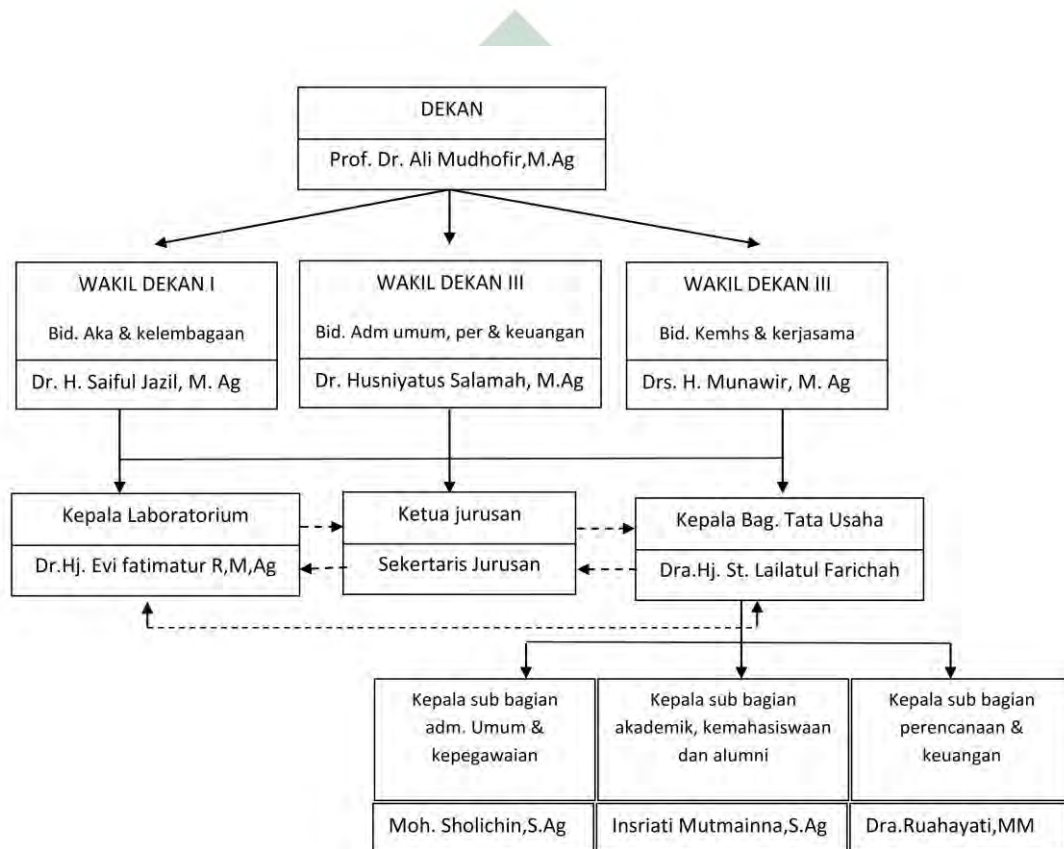 DEKAN
Prof. Dr. Ali Mudhofir,M.Ag
WAKIL DEKAN I
Bid. Aka & kelembagaan
Dr. H. Saiful Jazil, M. Ag
WAKIL DEKAN III
Bid. Adm umum, per & keuangan
Dr. Husniyatus Salamah, M.Ag
WAKIL DEKAN III
Bid. Kemhs & kerjasama
Drs. H. Munawir, M. Ag
Kepala Laboratorium
Dr.Hj. Evi fatimatur R,M,Ag
Ketua jurusan
Sekertaris Jurusan
Kepala Bag. Tata Usaha
Dra.Hj. St. Lailatul Farichah
Kepala sub bagian
adm. Umum &
kepegawaian
Moh. Sholichin,S.Ag
Kepala sub bagian
akademik, kemahasiswaan
dan alumni
Insriati Mutmainna,S.Ag
Kepala sub bagian
perencanaan &
keuangan
Dra.Ruahayati,MM